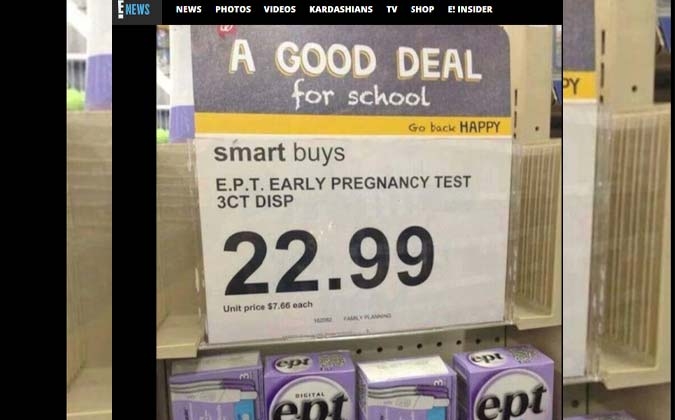 E NEWS NEWS PHOTOS VIDEOS KARDASHIANS TV SHOP E! INSIDER
A GOOD DEAL
for school
Go back HAPPY
PY
smart buys
E.P.T. EARLY PREGNANCY TEST
3CT DISP
22.99
Unit price $7.66 each
FAMILY PLANNING
ept ept
DIGITAL
ept ept